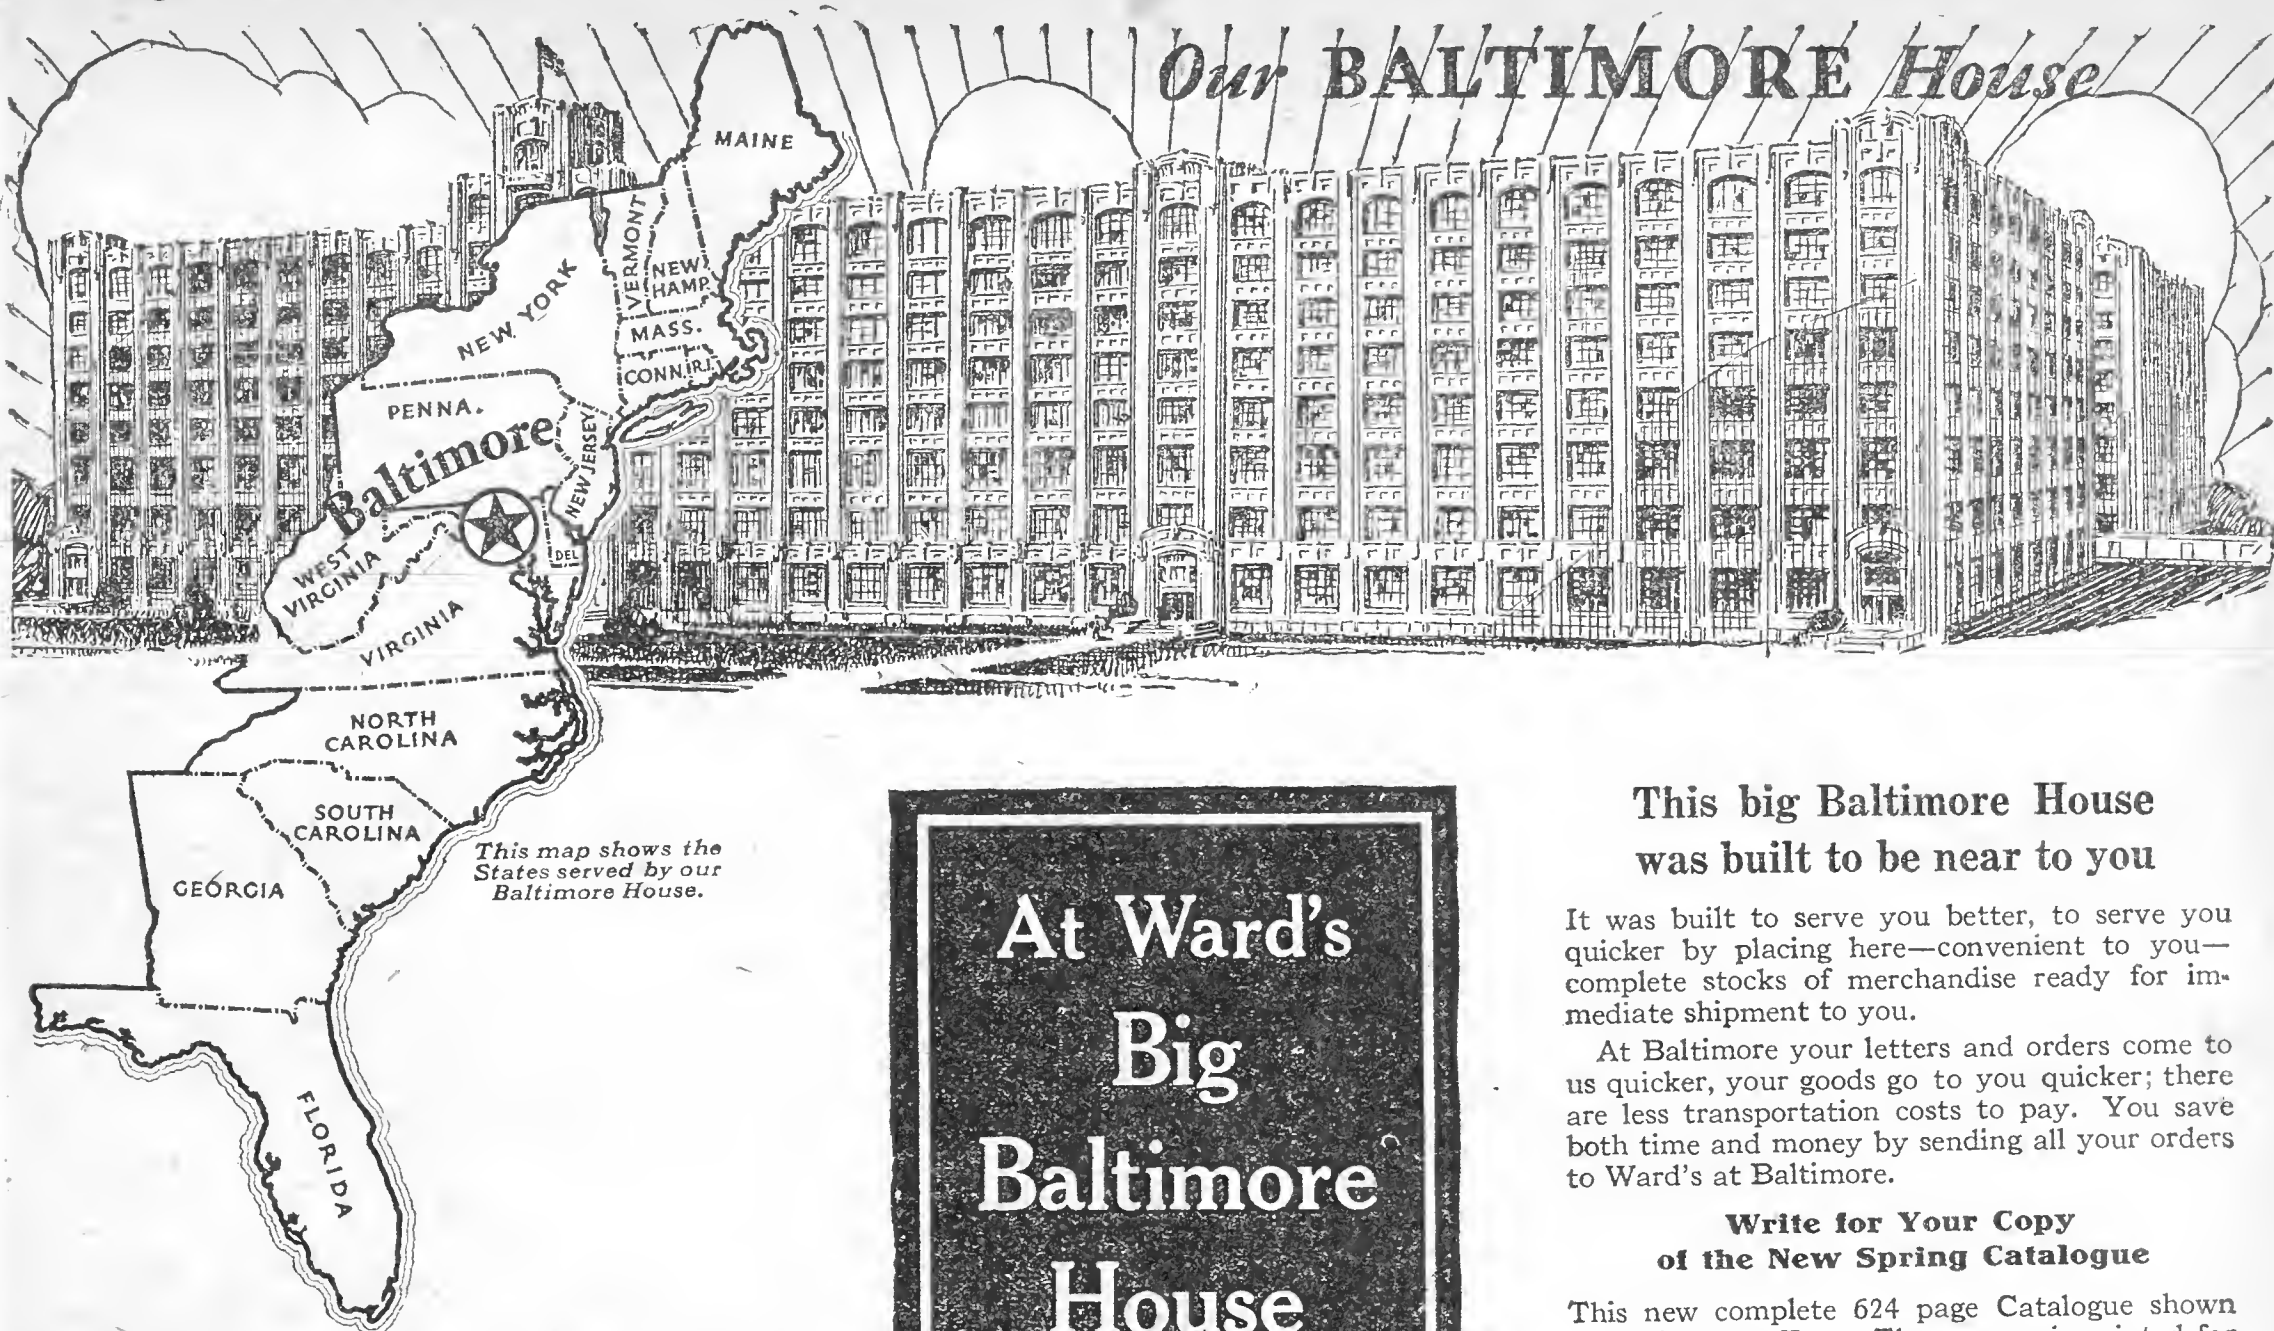 Our BALTIMORE House
MAINE
VERMONT
NEW
HAMP.
NEW YORK
MASS.
CONN.
R.I.
PENNA.
NEW JERSEY
Baltimore
DEL
WEST
VIRGINIA
VIRGINIA
NORTH
CAROLINA
SOUTH
CAROLINA
GEORGIA
FLORIDA
This map shows the
States served by our
Baltimore House.
At Ward's
Big
Baltimore
House
This big Baltimore House
was built to be near to you
It was built to serve you better, to serve you
quicker by placing here—convenient to you—
complete stocks of merchandise ready for im-
mediate shipment to you.
At Baltimore your letters and orders come to
us quicker, your goods go to you quicker; there
are less transportation costs to pay. You save
both time and money by sending all your orders
to Ward's at Baltimore.
Write for Your Copy
of the New Spring Catalogue
This new complete 624 page Catalogue shown